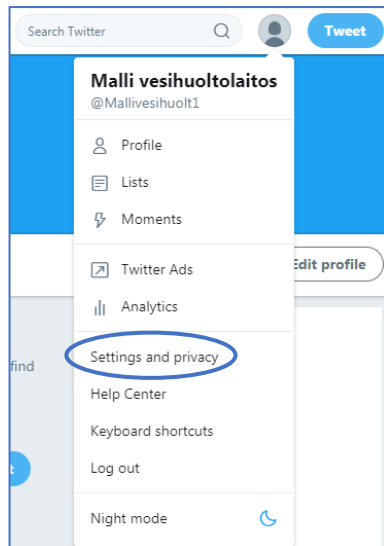 Search Twitter
Tweet
Malli vesihuoltolaitos
@Mallivesihuolt1
Profile
Lists
Moments
Twitter Ads
Edit profile
Analytics
Settings and privacy
find
Help Center
Keyboard shortcuts
Log out
t
Night mode